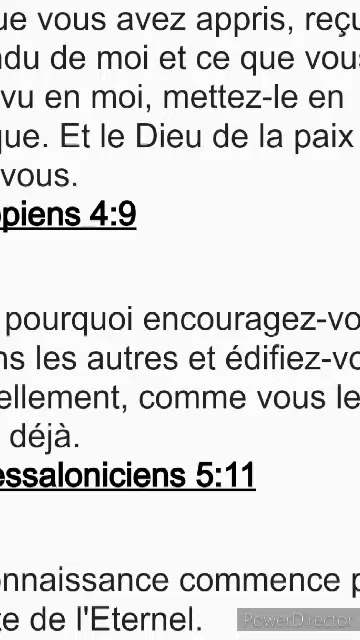 ue vous avez appris, reçu
ndu de moi et ce que vous
vu en moi, mettez-le en
que. Et le Dieu de la paix
vous.
ppiens 4:9
pourquoi encouragez-vo
ns les autres et édifiez-vo
ellement, comme vous le
déjà.
essaloniciens 5:11
onnaissance commence p
te de l'Eternel.
PowerDirector